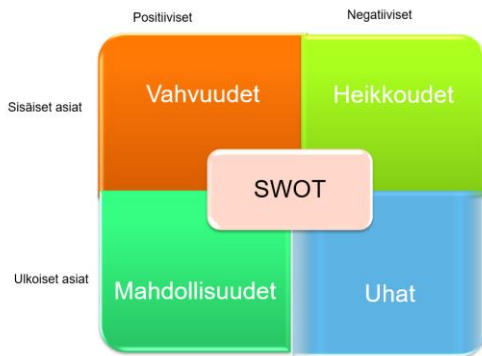 Positiiviset
Negatiiviset
Sisäiset asiat
Vahvuudet
Heikkoudet
SWOT
Ulkoiset asiat
Mahdollisuudet
Uhat